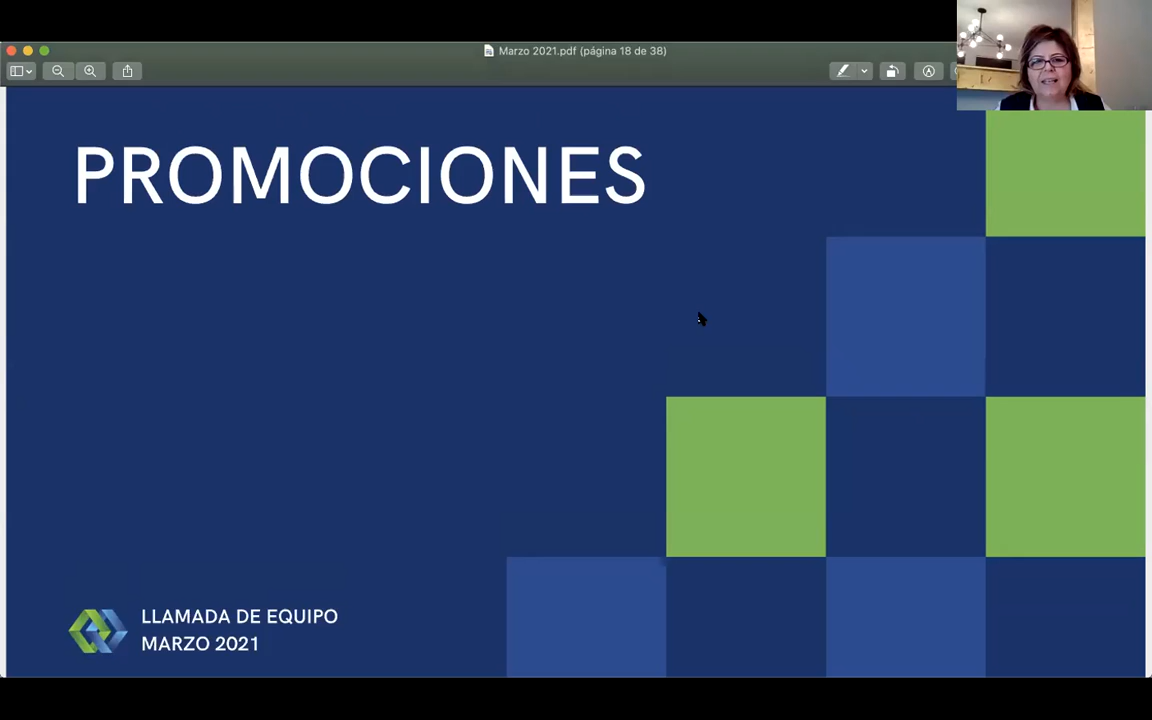 Marzo 2021.pdf (página 18 de 38)
PROMOCIONES
LLAMADA DE EQUIPO
MARZO 2021